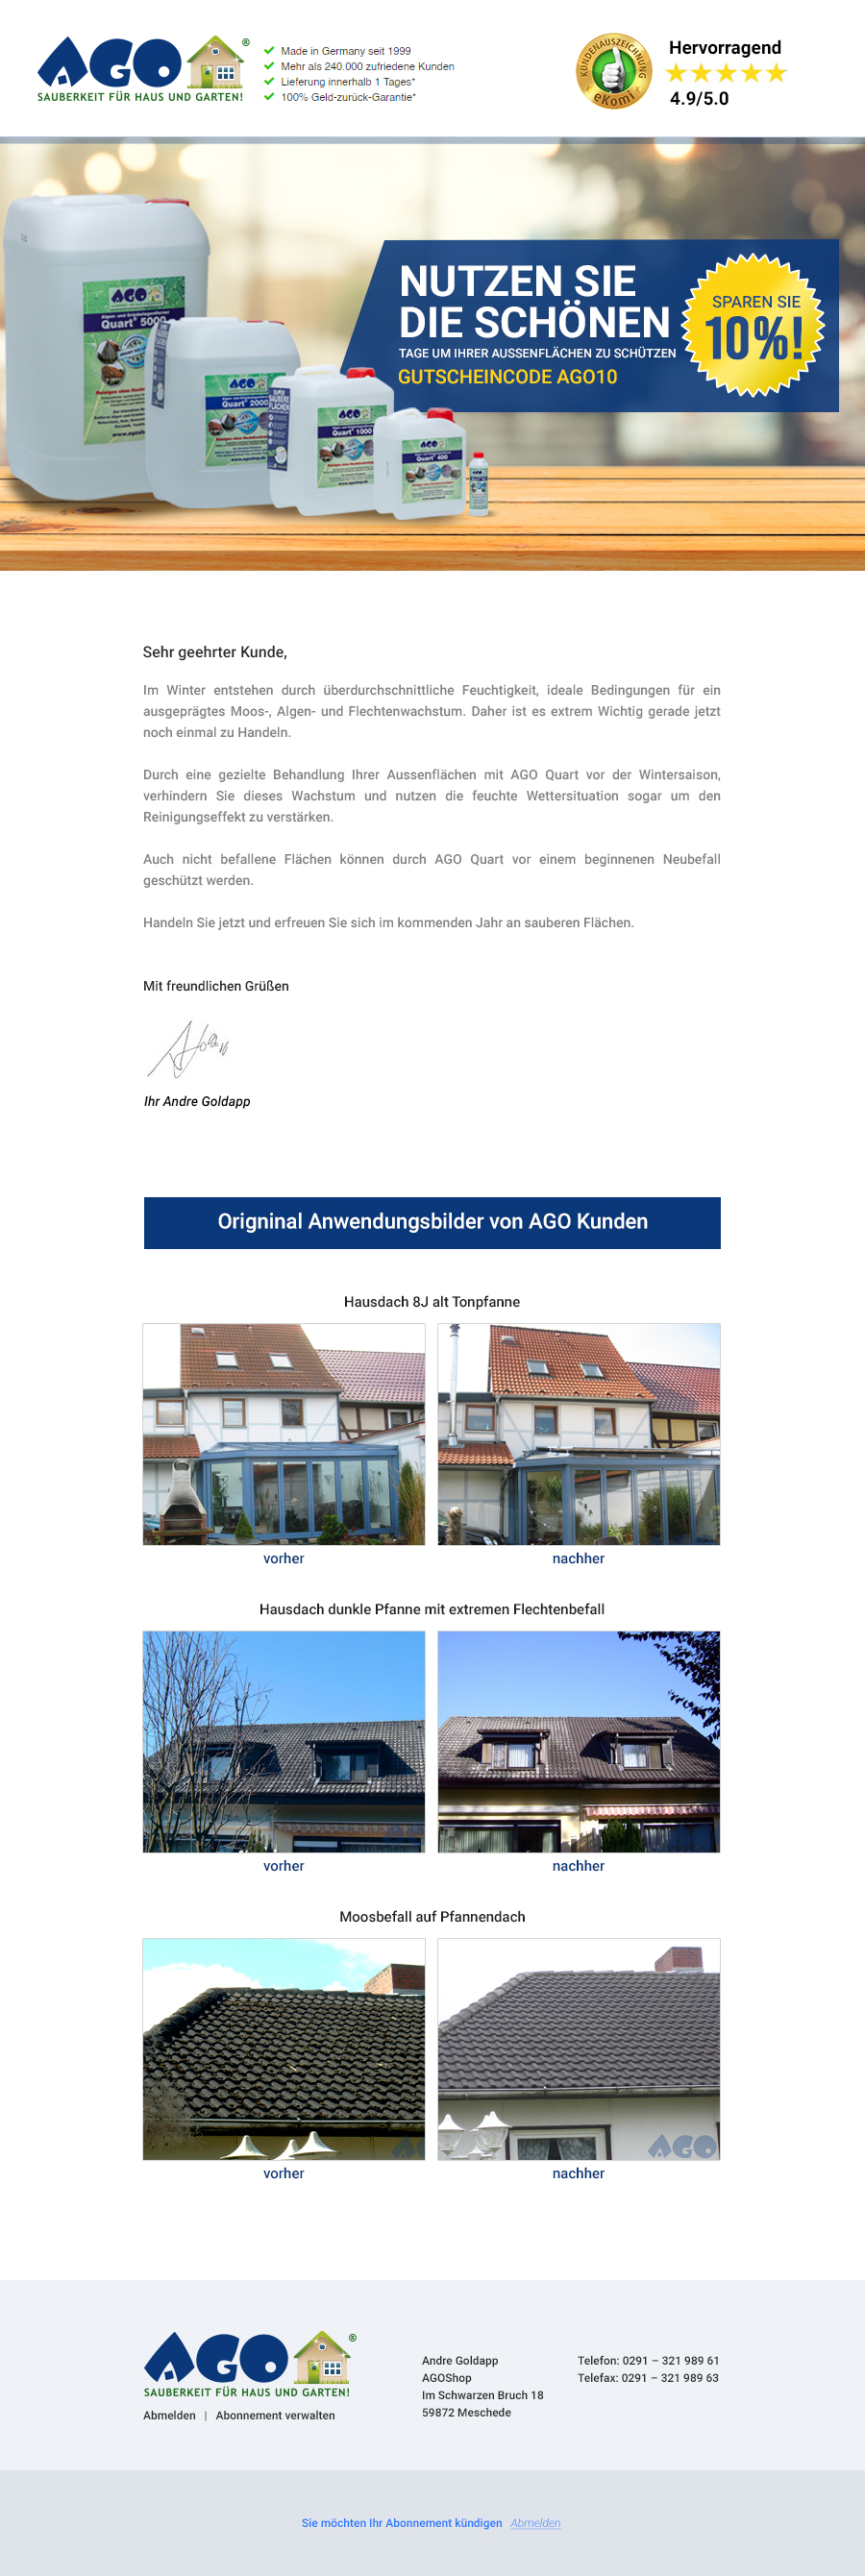 AGO®
SAUBERKEIT FÜR HAUS UND GARTEN!
Made in Germany seit 1999
Mehr als 240.000 zufriedene Kunden
Lieferung innerhalb 1 Tages*
100% Geld-zurück-Garantie*
KUNDENAUSZEICHNUNG
eKomi
Hervorragend
4.9/5.0
AGO
Algen- und Grünbelagentferner
Quart® 5000
AGO
Quart® 2000
AGO
Quart® 1000
AGO
Quart® 400
AGO
NUTZEN SIE
DIE SCHÖNEN
TAGE UM IHRER AUSSENFLÄCHEN ZU SCHÜTZEN
GUTSCHEINCODE AGO10
SPAREN SIE
10%!
Sehr geehrter Kunde,
Im Winter entstehen durch überdurchschnittliche Feuchtigkeit, ideale Bedingungen für ein
ausgeprägtes Moos-, Algen- und Flechtenwachstum. Daher ist es extrem Wichtig gerade jetzt
noch einmal zu Handeln.
Durch eine gezielte Behandlung Ihrer Aussenflächen mit AGO Quart vor der Wintersaison,
verhindern Sie dieses Wachstum und nutzen die feuchte Wettersituation sogar um den
Reinigungseffekt zu verstärken.
Auch nicht befallene Flächen können durch AGO Quart vor einem beginnenen Neubefall
geschützt werden.
Handeln Sie jetzt und erfreuen Sie sich im kommenden Jahr an sauberen Flächen.
Mit freundlichen Grüßen
Ihr Andre Goldapp
Origninal Anwendungsbilder von AGO Kunden
Hausdach 8J alt Tonpfanne
vorher
nachher
Hausdach dunkle Pfanne mit extremen Flechtenbefall
vorher
nachher
Moosbefall auf Pfannendach
AGO
vorher
nachher
AGO®
SAUBERKEIT FÜR HAUS UND GARTEN!
Abmelden | Abonnement verwalten
Andre Goldapp
AGOShop
Im Schwarzen Bruch 18
59872 Meschede
Telefon: 0291 – 321 989 61
Telefax: 0291 – 321 989 63
Sie möchten Ihr Abonnement kündigen Abmelden